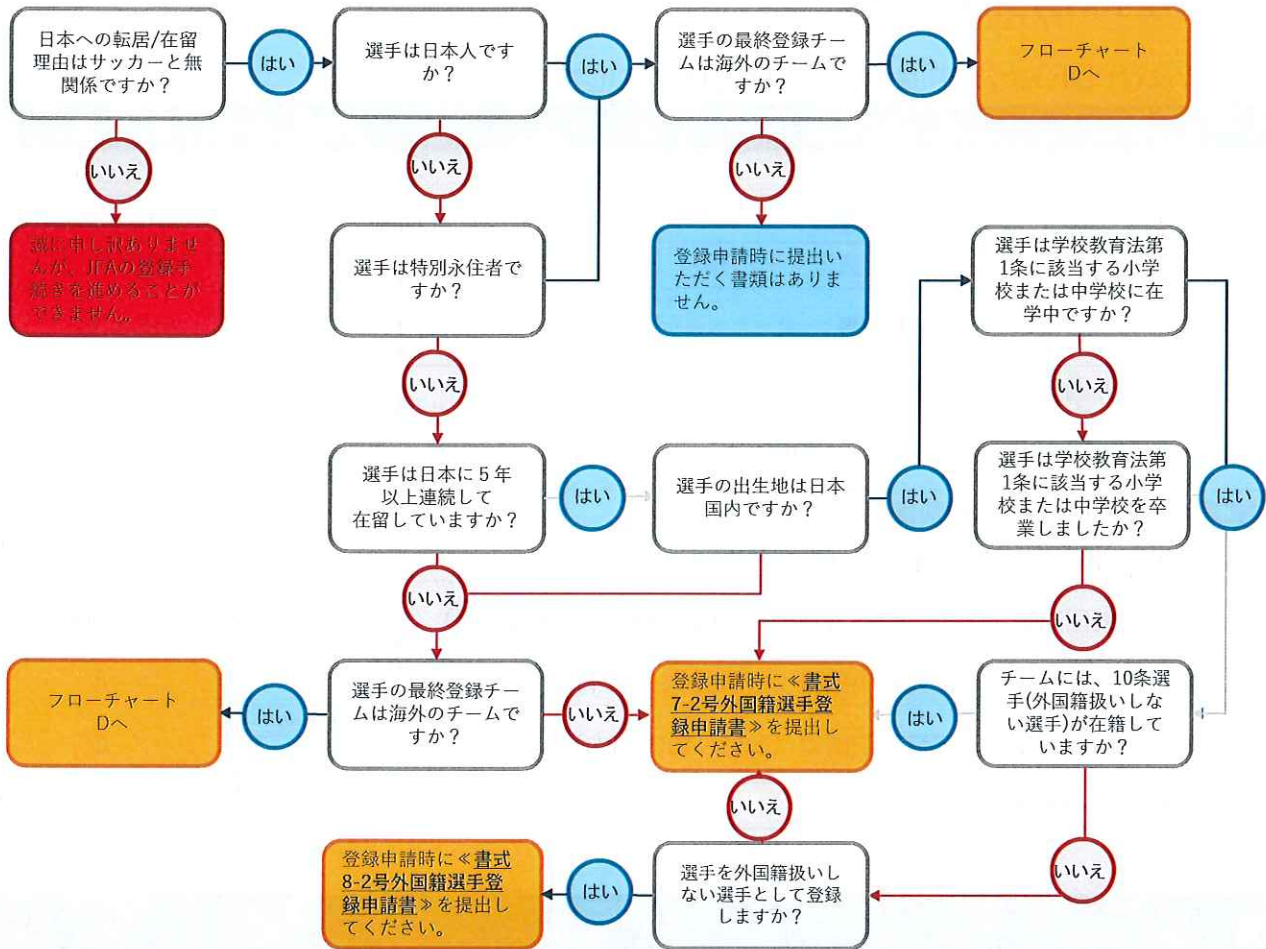 日本への転居/在留
理由はサッカーと無
関係ですか？
はい
選手は日本人です
か？
はい
選手の最終登録チー
ムは海外のチームで
すか？
はい
フローチャート
Dへ
いいえ
いいえ
いいえ
誠に申し訳ありませ
んが、JFAの登録手
続きを進めることが
できません。
選手は特別永住者で
すか？
登録申請時に提出い
ただく書類はありま
せん。
選手は学校教育法第
1条に該当する小学
校または中学校に在
学中ですか？
いいえ
いいえ
選手は日本に５年
以上連続して
在留していますか？
はい
選手の出生地は日本
国内ですか？
はい
選手は学校教育法第
1条に該当する小学
校または中学校を卒
業しましたか？
はい
いいえ
いいえ
フローチャート
Dへ
はい
選手の最終登録チー
ムは海外のチームで
すか？
いいえ
登録申請時に≪書式
7-2号外国籍選手登
録申請書≫を提出し
てください。
はい
チームには、10条選
手(外国籍扱いしな
い選手)が在籍して
いますか？
いいえ
いいえ
登録申請時に≪書式
8-2号外国籍選手登
録申請書≫を提出し
てください。
はい
選手を外国籍扱いし
ない選手として登録
しますか？